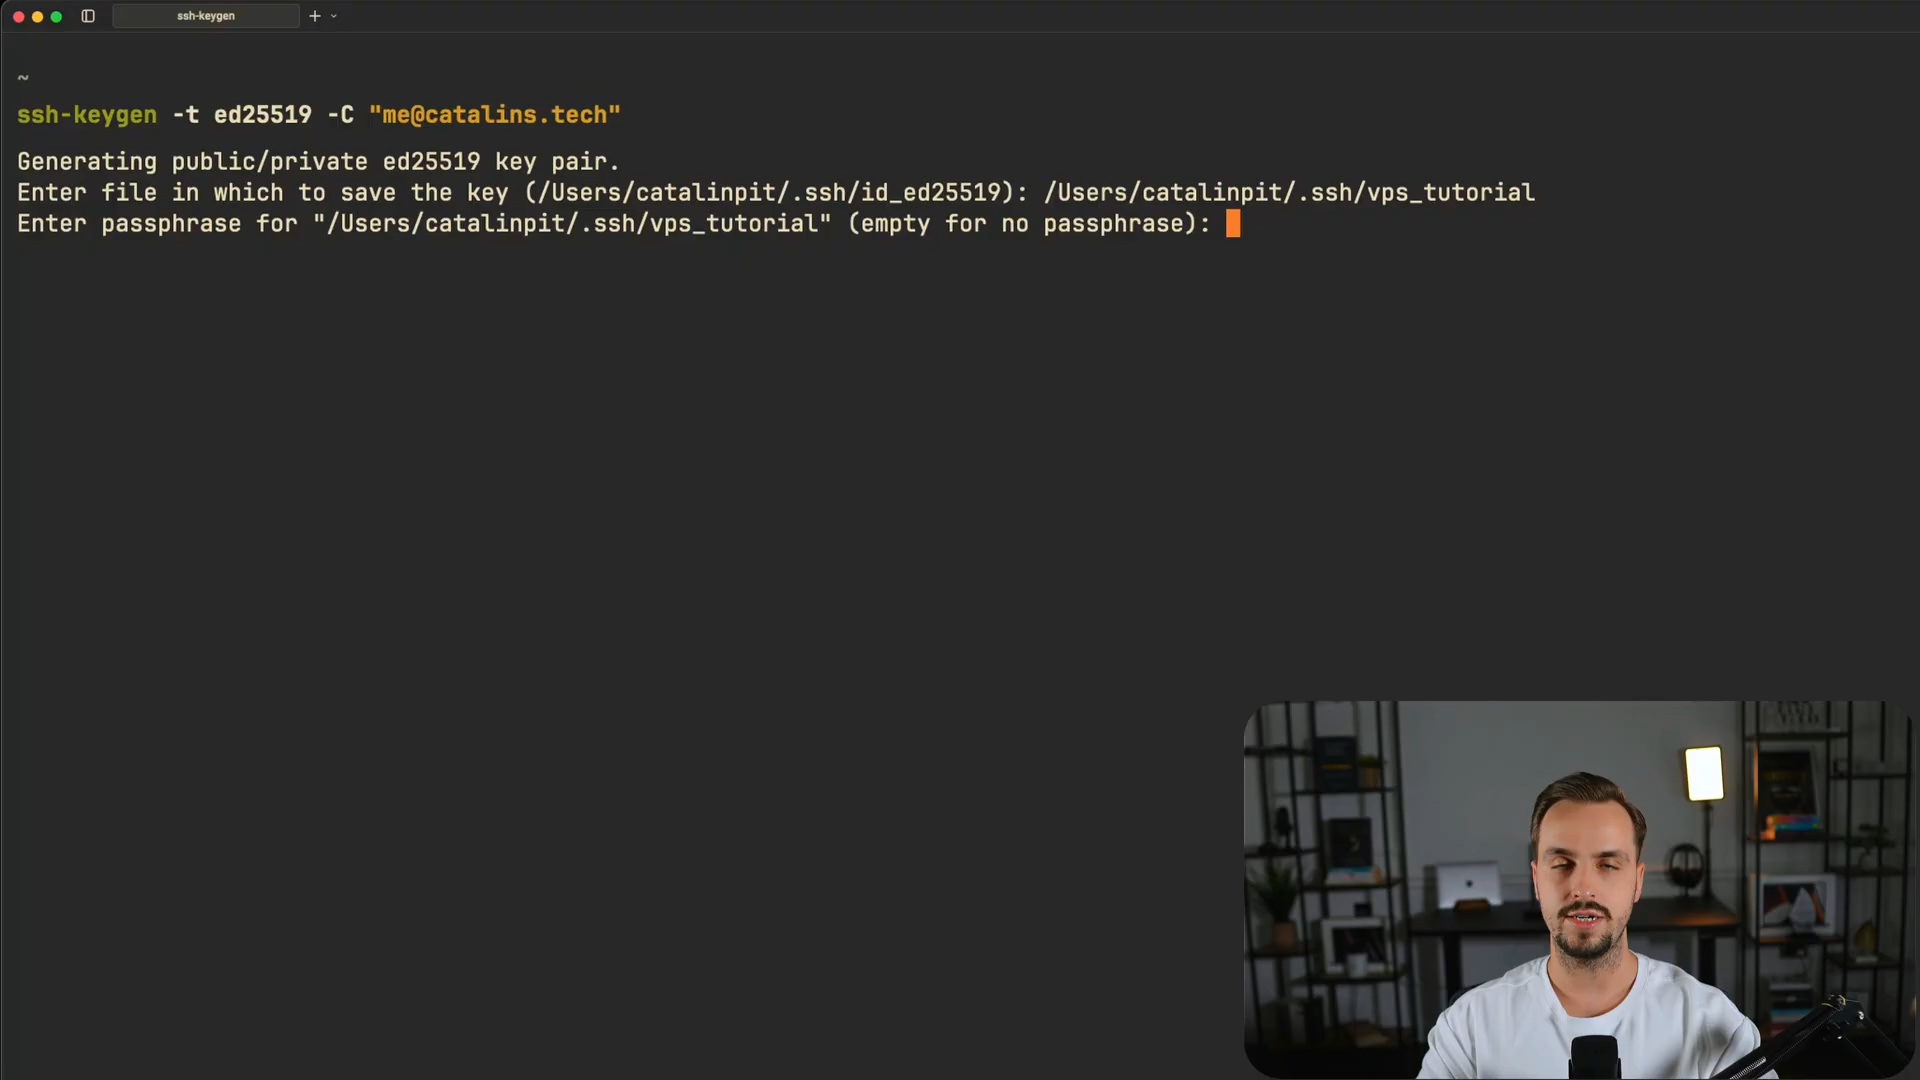 ssh-keygen
~
ssh-keygen -t ed25519 -C "me@catalins.tech"
Generating public/private ed25519 key pair.
Enter file in which to save the key (/Users/catalinpit/.ssh/id_ed25519): /Users/catalinpit/.ssh/vps_tutorial
Enter passphrase for "/Users/catalinpit/.ssh/vps_tutorial" (empty for no passphrase):